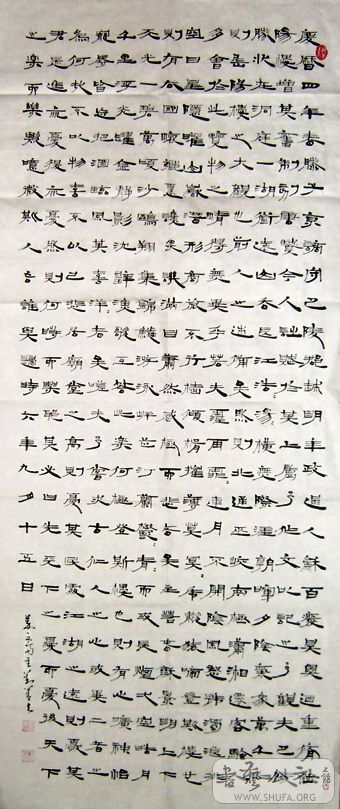 慶曆四年春滕子京謫守巴陵郡越明年政通人和百廢具興迺重脩岳
陽樓增其舊制刻唐賢今人詩賦於其上屬予作文以記之予觀夫巴陵
勝狀在洞庭一湖銜遠山吞長江浩浩湯湯橫無際涯朝暉夕陰氣象萬千此
則岳陽樓之大觀也前人之述備矣然則北通巫峽南極瀟湘遷客騷人
多會於此覽物之情得無異乎若夫霪雨霏霏連月不開陰風怒號濁浪排
空日星隱曜山岳潛形商旅不行檣傾楫摧薄暮冥冥虎嘯猿啼登斯樓也
則有去國懷鄉憂讒畏譏滿目蕭然感極而悲者矣至若春和景明波瀾不驚上下
天光一碧萬頃沙鷗翔集錦鱗游泳岸芷汀蘭郁郁青青而或長煙一空皓月
千里浮光耀金靜影沈璧漁歌互答此樂何極登斯樓也則有心曠神怡
寵辱皆忘把酒臨風其喜洋洋者矣嗟夫予嘗求古仁人之心或異二者之
爲何哉不以物喜不以己悲居廟堂之高則憂其民處江湖之遠則憂其
君是進亦憂退亦憂然則何時而樂耶其必曰先天下之憂而憂後天下
之樂而樂歟噫微斯人吾誰與歸時六年九月十五日
書藝公社
WWW.SHUFA.ORG